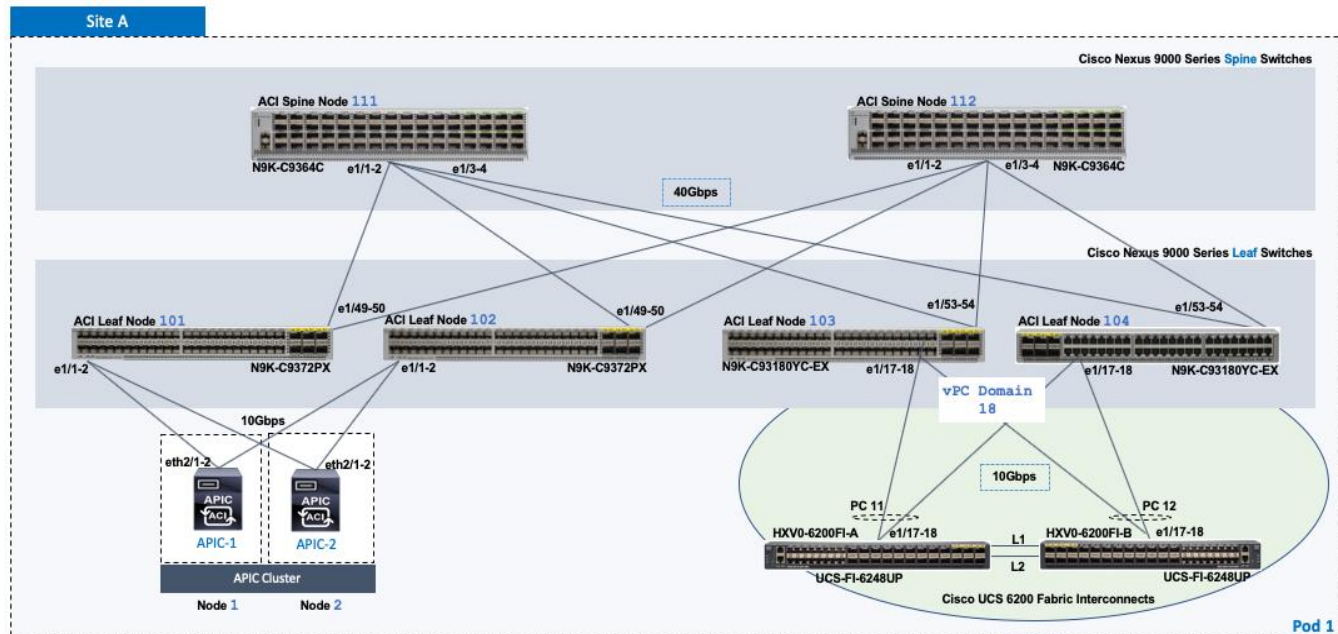 Site A
Cisco Nexus 9000 Series Spine Switches
ACI Spine Node 111
ACI Spine Node 112
N9K-C9364C
e1/1-2
e1/3-4
e1/1-2
e1/3-4
N9K-C9364C
40Gbps
Cisco Nexus 9000 Series Leaf Switches
e1/49-50
e1/49-50
e1/53-54
e1/53-54
ACI Leaf Node 101
ACI Leaf Node 102
ACI Leaf Node 103
ACI Leaf Node 104
e1/1-2
N9K-C9372PX
e1/1-2
N9K-C9372PX
N9K-C93180YC-EX
e1/17-18
e1/17-18
N9K-C93180YC-EX
vPC Domain
18
10Gbps
eth2/1-2
eth2/1-2
APIC
ACI
APIC
ACI
APIC-1
APIC-2
APIC Cluster
Node 1
Node 2
10Gbps
PC 11
PC 12
HXV0-6200FI-A
e1/17-18
L1
L2
HXV0-6200FI-B
e1/17-18
UCS-FI-6248UP
UCS-FI-6248UP
Cisco UCS 6200 Fabric Interconnects
Pod 1